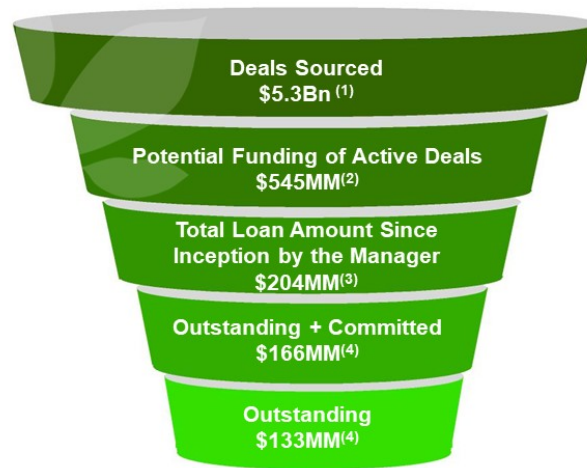 Deals Sourced
$5.3Bn (1)
Potential Funding of Active Deals
$545MM(2)
Total Loan Amount Since
Inception by the Manager
$204MM(3)
Outstanding + Committed
$166MM(4)
Outstanding
$133MM(4)